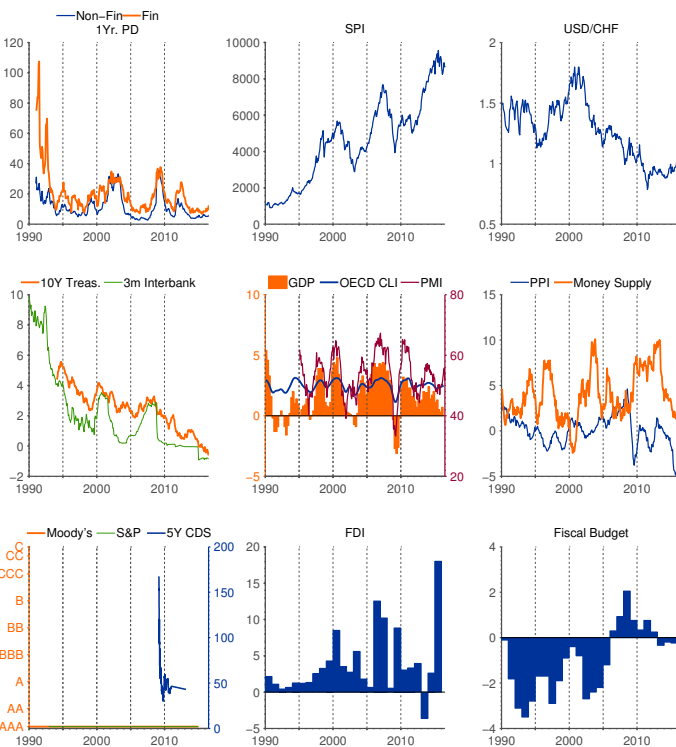 Non−Fin Fin
1Yr. PD SPI USD/CHF
120 10000 2
100 8000 1.5
80 6000 1
60 4000 0.5
40 2000
20 0
0
1990 2000 2010 1990 2000 2010 1990 2000 2010
10Y Treas. 3m Interbank GDP OECD CLI PMI PPI Money Supply
10 10 80 15
8 5 60 10
6 0 40 5
4 −5 20 0
2 −5
0
−2
1990 2000 2010 1990 2000 2010 1990 2000 2010
Moody's S&P 5Y CDS FDI Fiscal Budget
C 200 20 4
CC 150 15 2
CCC 100 10 0
B 50 5 −2
BB 0 0 −4
BBB −5
A
AA
AAA
1990 2000 2010 1990 2000 2010 1990 2000 2010